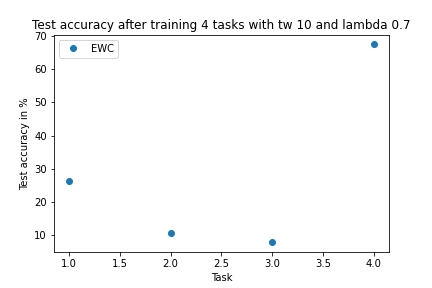 Test accuracy after training 4 tasks with tw 10 and lambda 0.7
EWC
Test accuracy in %
70
60
50
40
30
20
10
1.0 1.5 2.0 2.5 3.0 3.5 4.0
Task